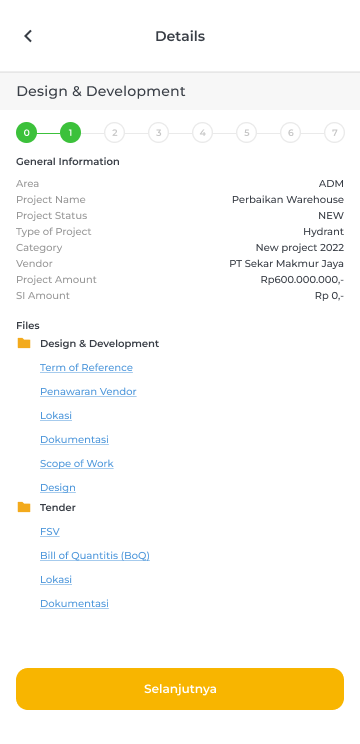 Details
Design & Development
0 1 2 3 4 5 6 7
General Information
Area ADM
Project Name Perbaikan Warehouse
Project Status NEW
Type of Project Hydrant
Category New project 2022
Vendor PT Sekar Makmur Jaya
Project Amount Rp600.000.000,-
SI Amount Rp 0,-
Files
Design & Development
Term of Reference
Penawaran Vendor
Lokasi
Dokumentasi
Scope of Work
Design
Tender
FSV
Bill of Quantitis (BoQ)
Lokasi
Dokumentasi
Selanjutnya